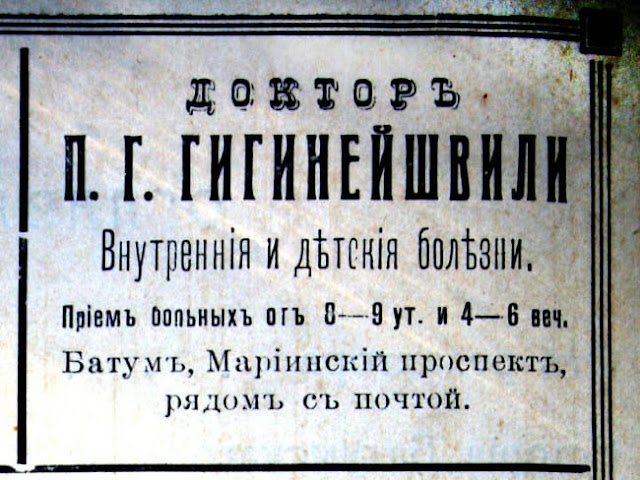 ДОКТОРЪ
П. Г. ГИГИНЕЙШВИЛИ
Внутреннія и дѣтскія болѣзни.
Пріемъ больныхъ отъ 8—9 ут. и 4—6 веч.
Батумъ, Маріинскій проспектъ,
рядомъ съ почтой.